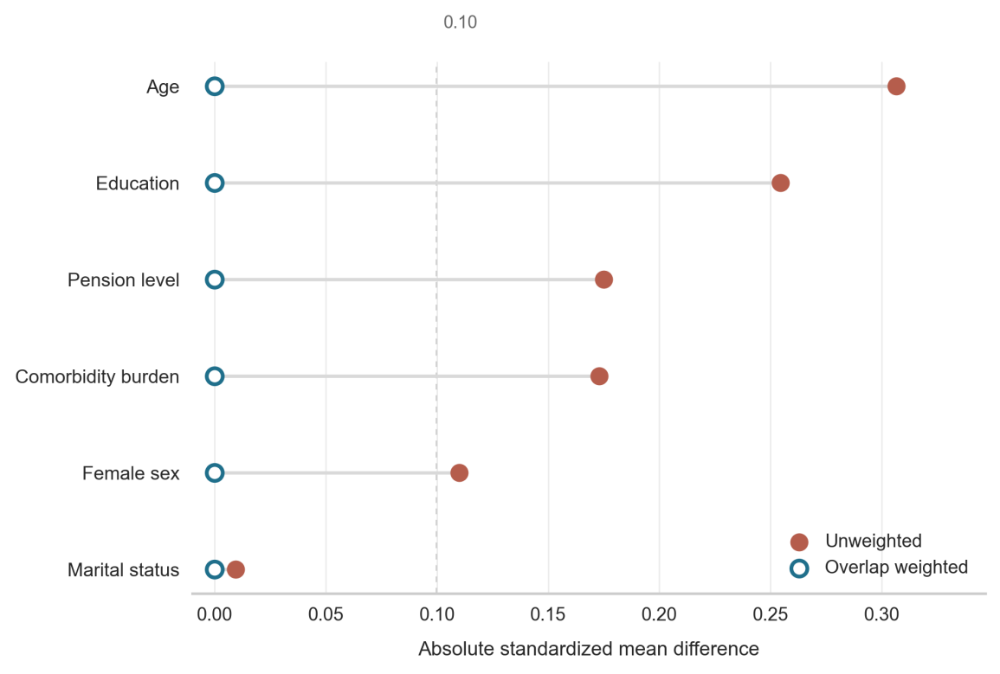 0.10
Age
Education
Pension level
Comorbidity burden
Female sex
Marital status
Unweighted
Overlap weighted
0.00 0.05 0.10 0.15 0.20 0.25 0.30
Absolute standardized mean difference